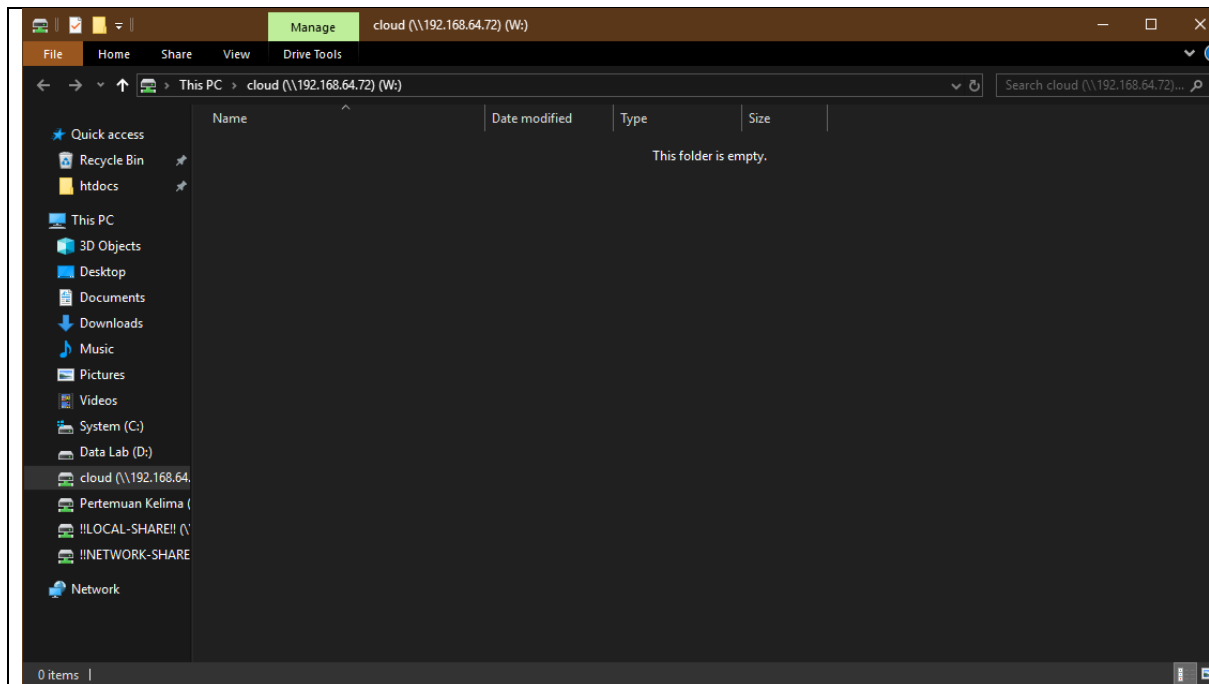 Manage
cloud (\\192.168.64.72) (W:)
File Home Share View Drive Tools
This PC > cloud (\\192.168.64.72) (W:)
Search cloud (\\192.168.64.72)...
Name Date modified Type Size
This folder is empty.
Quick access
Recycle Bin
htdocs
This PC
3D Objects
Desktop
Documents
Downloads
Music
Pictures
Videos
System (C:)
Data Lab (D:)
cloud (\\192.168.64.
Pertemuan Kelima (
!!LOCAL-SHARE!! (\
!!NETWORK-SHARE
Network
0 items